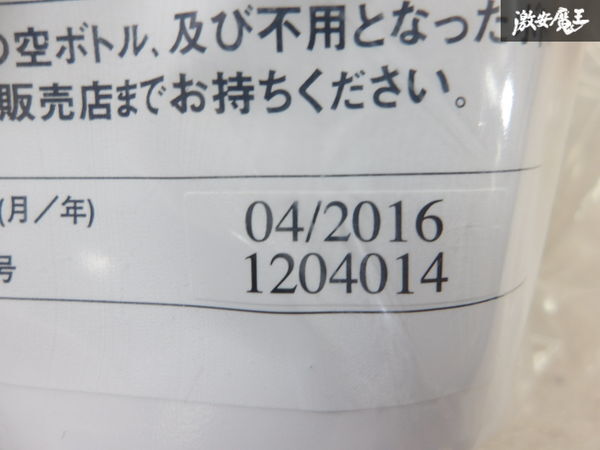 激安魔王
の空ボトル、及び不用となった
販売店までお持ちください。
(月／年) 04/2016
号 1204014